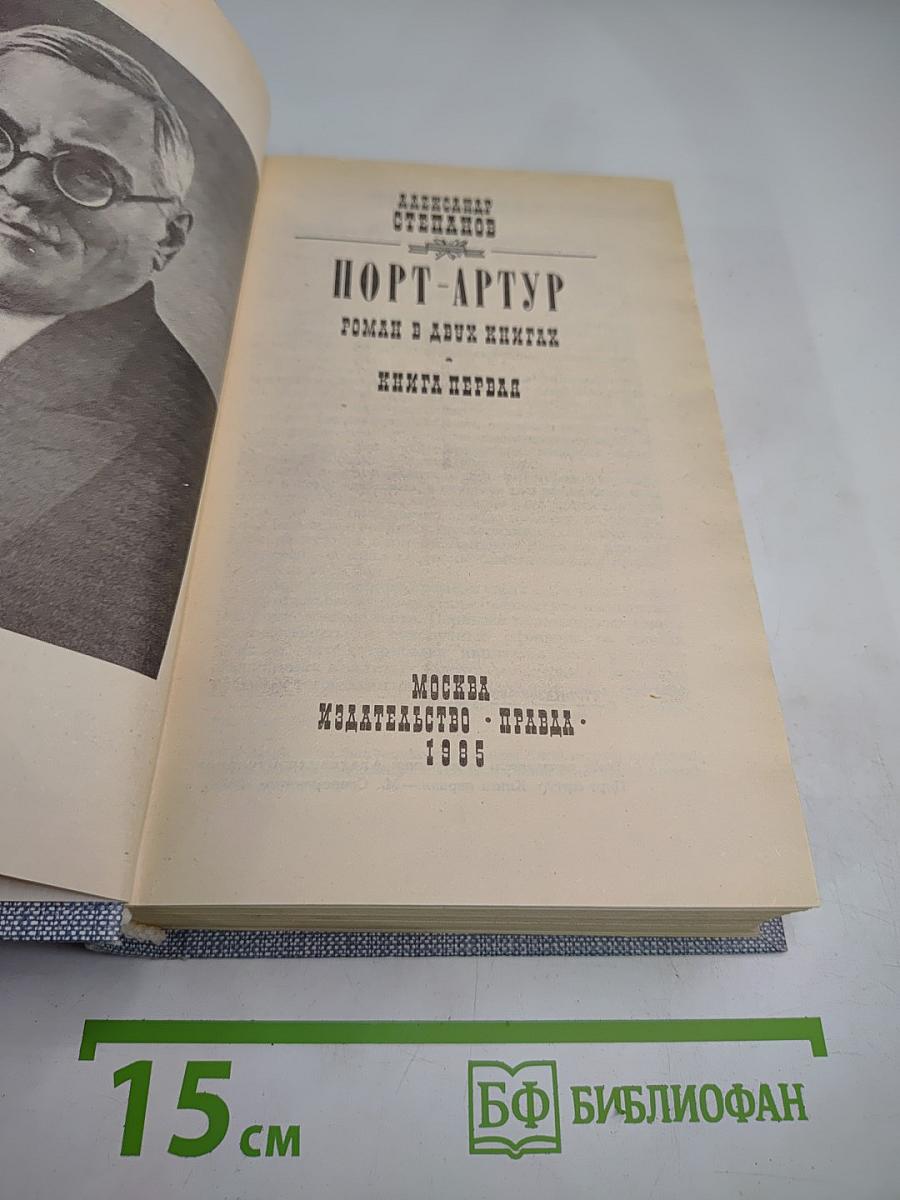 АЛЕКСАНДР
СТЕПАНОВ
ПОРТ-АРТУР
РОМАН В ДВУХ КНИГАХ
КНИГА ПЕРВАЯ
МОСКВА
ИЗДАТЕЛЬСТВО «ПРАВДА»
1985
15 см
БФ БИБЛИОФАН